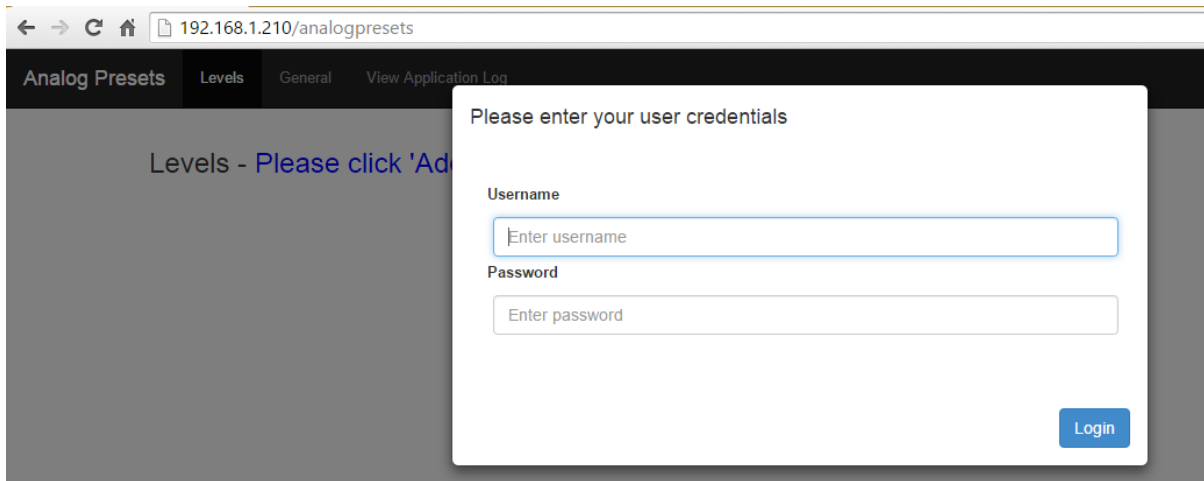 192.168.1.210/analogpresets
Analog Presets Levels General View Application Log
Please enter your user credentials
Levels - Please click 'Ad
Username
Enter username
Password
Enter password
Login